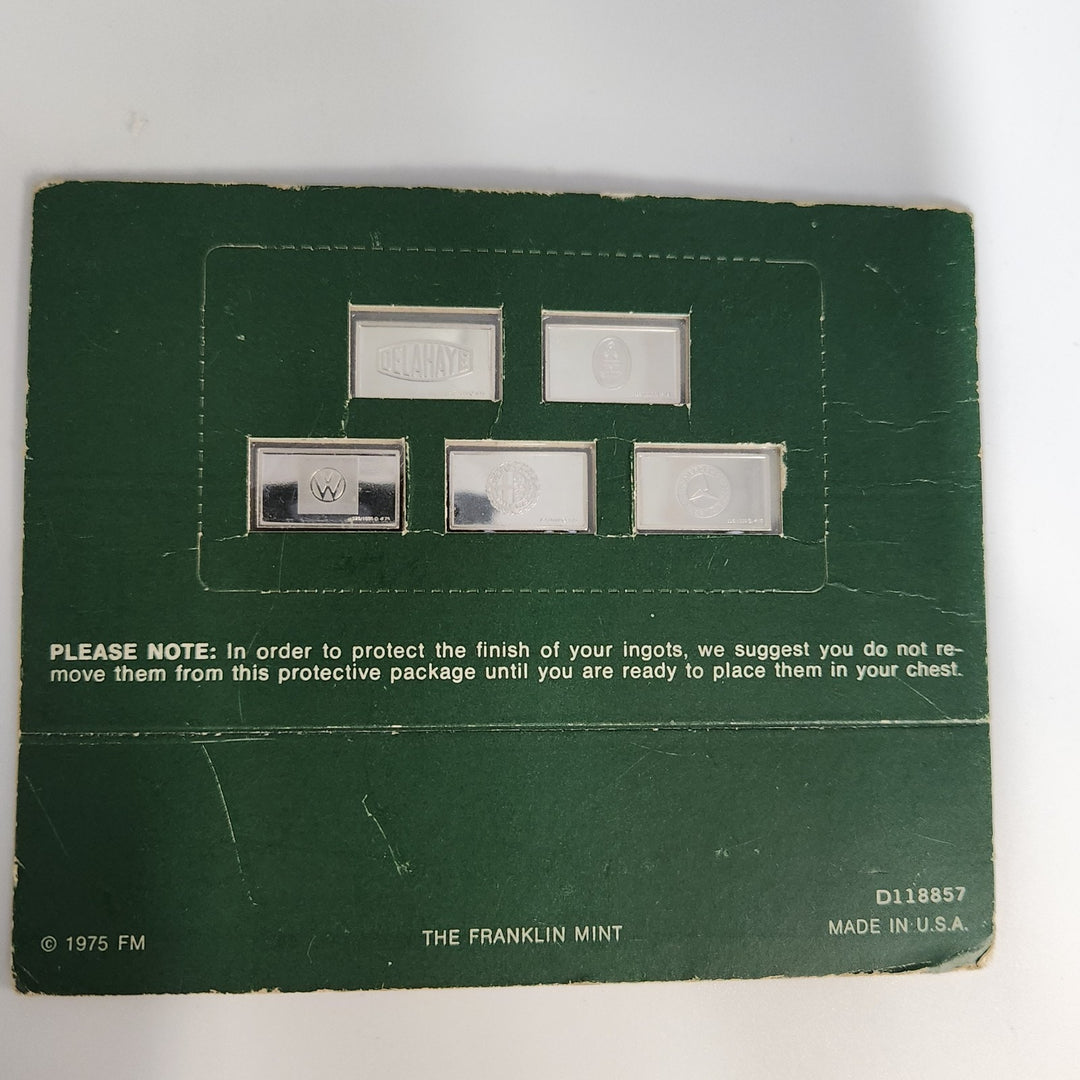 DELAHAYE
W
PLEASE NOTE: In order to protect the finish of your ingots, we suggest you do not re-
move them from this protective package until you are ready to place them in your chest.
D118857
© 1975 FM
THE FRANKLIN MINT
MADE IN U.S.A.